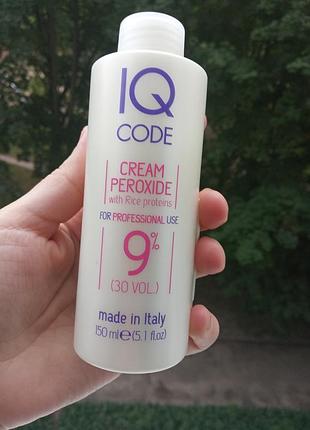 IQ
CODE
CREAM
PEROXIDE
with Rice proteins
FOR PROFESSIONAL USE
9%
(30 VOL.)
made in Italy
150 ml e (5.1 fl.oz)